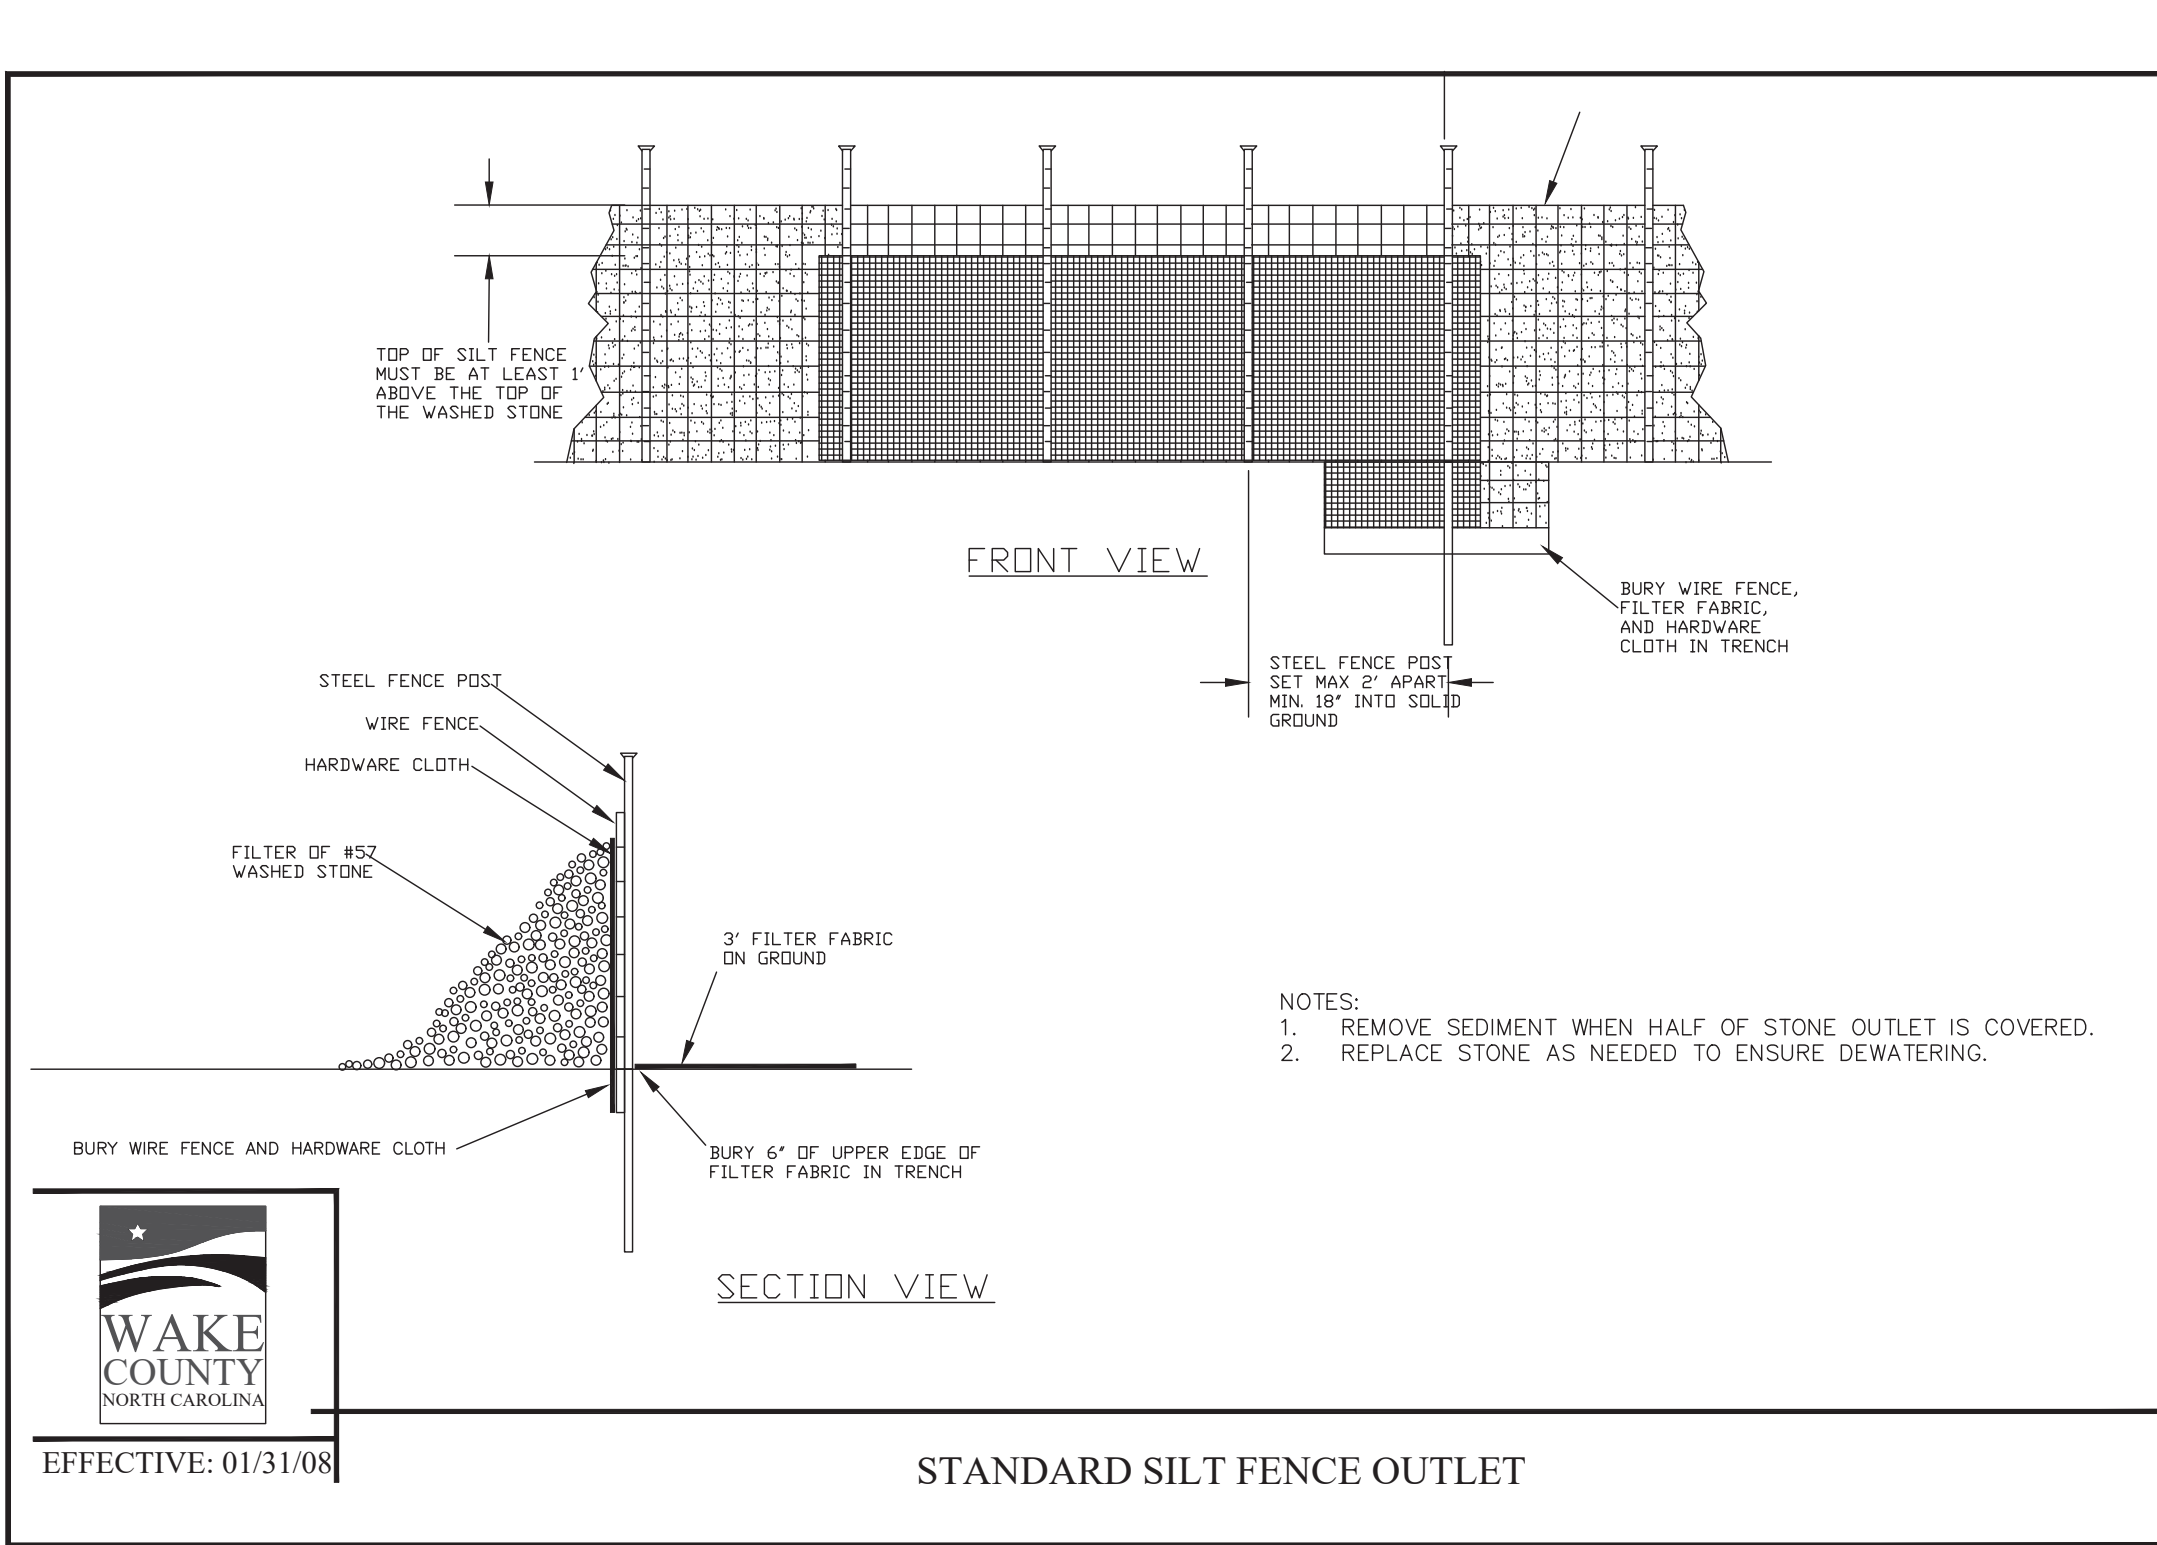 TOP OF SILT FENCE
MUST BE AT LEAST 1'
ABOVE THE TOP OF
THE WASHED STONE
FRONT VIEW
BURY WIRE FENCE,
FILTER FABRIC,
AND HARDWARE
CLOTH IN TRENCH
STEEL FENCE POST
SET MAX 2' APART
MIN. 18" INTO SOLID
GROUND
STEEL FENCE POST
WIRE FENCE
HARDWARE CLOTH
FILTER OF #57
WASHED STONE
3' FILTER FABRIC
ON GROUND
BURY WIRE FENCE AND HARDWARE CLOTH
BURY 6" OF UPPER EDGE OF
FILTER FABRIC IN TRENCH
SECTION VIEW
NOTES:
1. REMOVE SEDIMENT WHEN HALF OF STONE OUTLET IS COVERED.
2. REPLACE STONE AS NEEDED TO ENSURE DEWATERING.
WAKE
COUNTY
NORTH CAROLINA
EFFECTIVE: 01/31/08
STANDARD SILT FENCE OUTLET